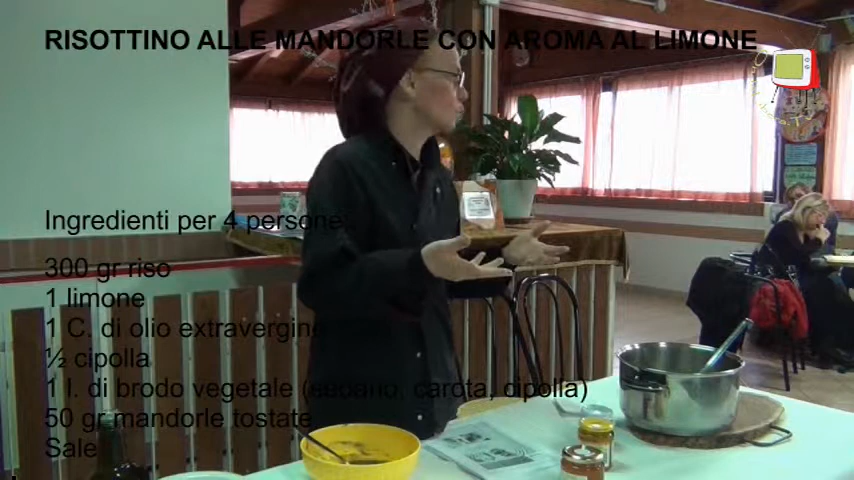 RISOTTINO ALLE MANDORLE CON AROMA AL LIMONE
Ingredienti per 4 persone:
300 gr riso
1 limone
1 C. di olio extravergine
½ cipolla
1 l. di brodo vegetale (sedano, carota, cipolla)
50 gr mandorle tostate
Sale